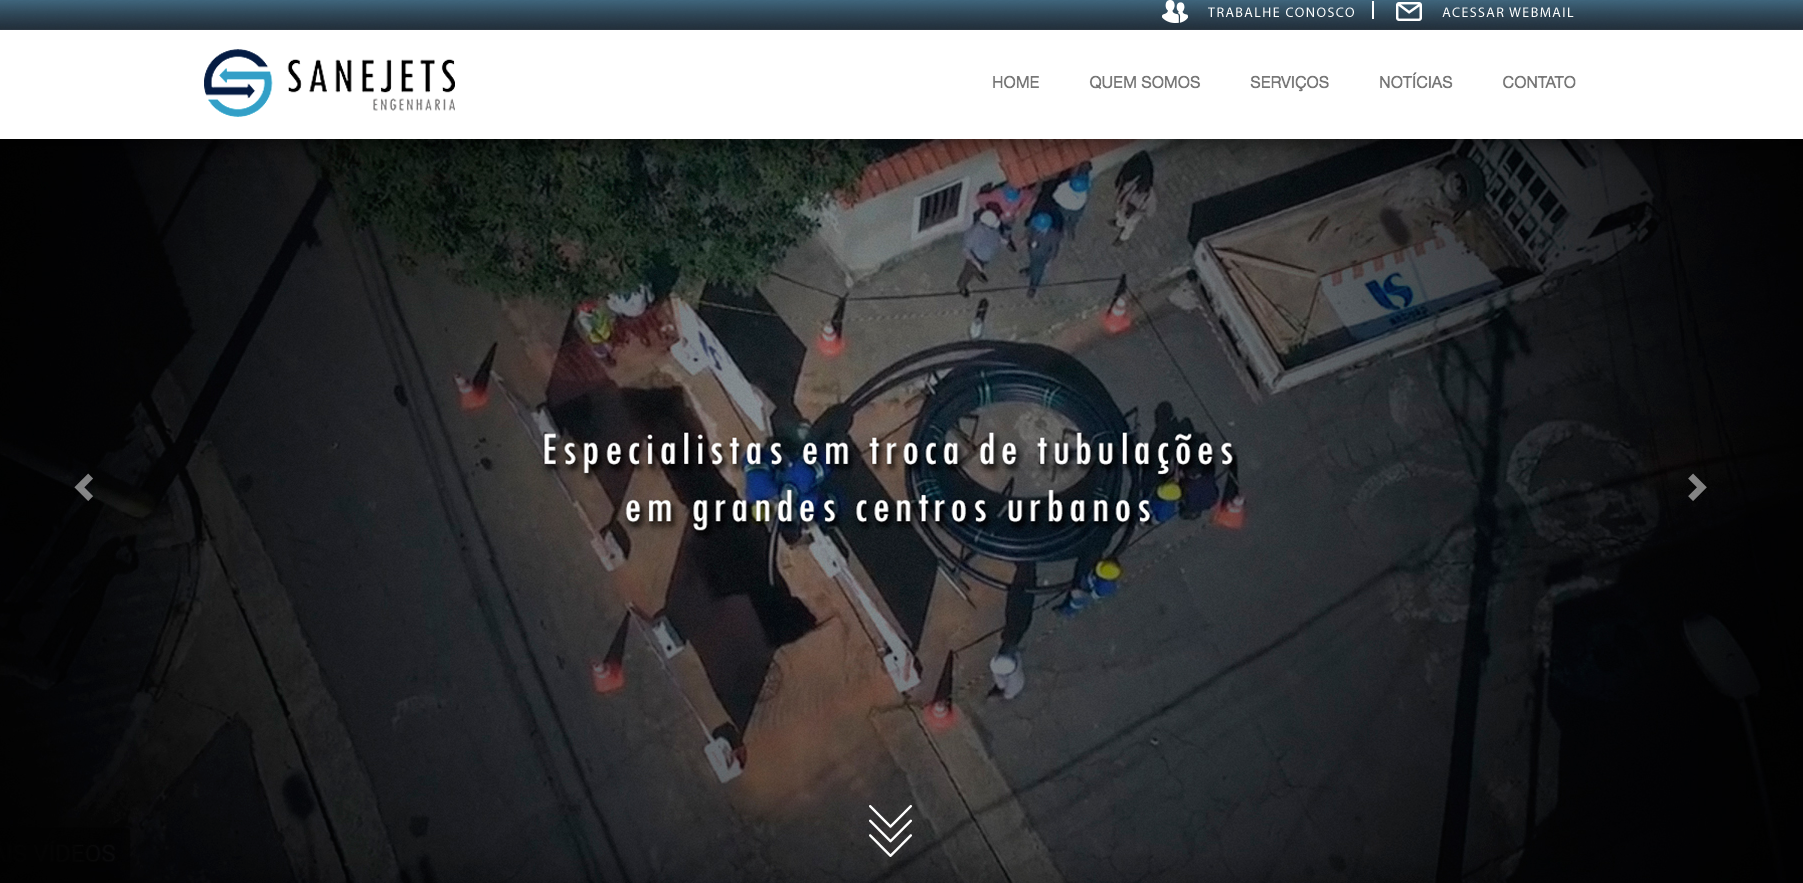 TRABALHE CONOSCO
ACESSAR WEBMAIL
SANEJETS
ENGENHARIA
HOME
QUEM SOMOS
SERVIÇOS
NOTÍCIAS
CONTATO
Especialistas em troca de tubulações
em grandes centros urbanos